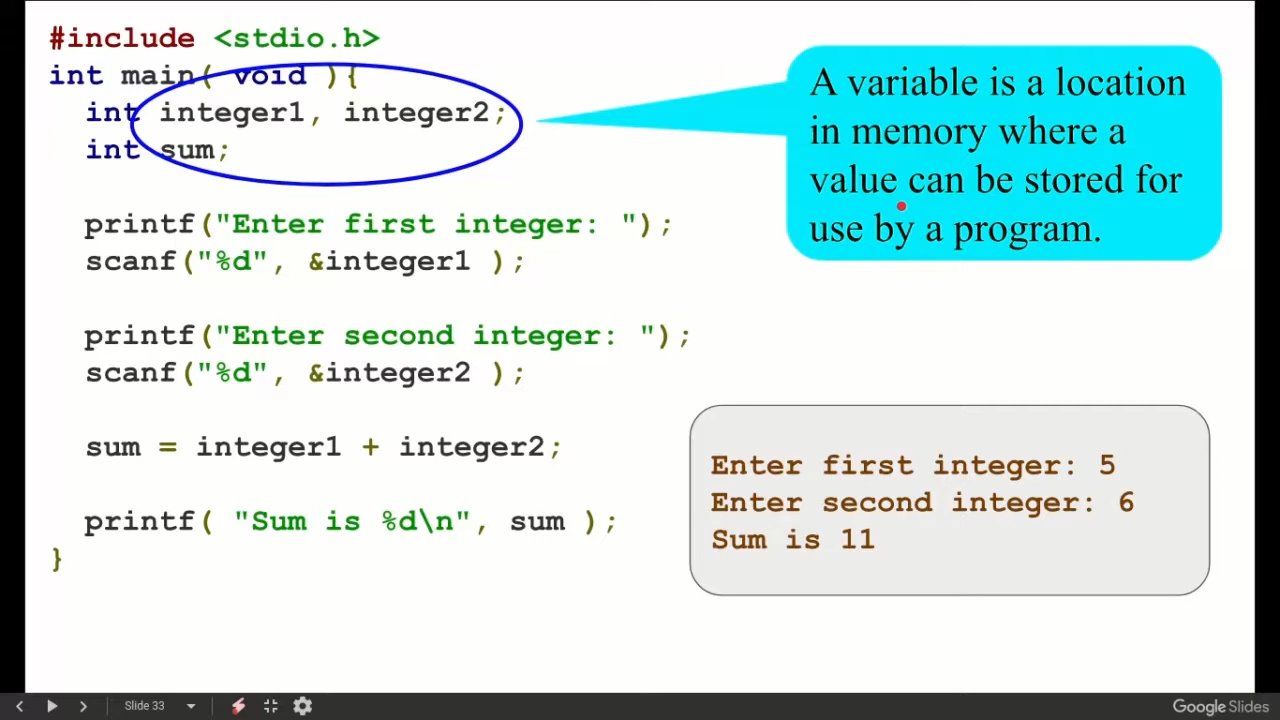 #include <stdio.h>
int main( void ){
  int integer1, integer2;
  int sum;
  printf("Enter first integer: ");
  scanf("%d", &integer1 );
  printf("Enter second integer: ");
  scanf("%d", &integer2 );
  sum = integer1 + integer2;
  printf( "Sum is %d\n", sum );
}
A variable is a location
in memory where a
value can be stored for
use by a program.
Enter first integer: 5
Enter second integer: 6
Sum is 11
Slide 33
Google Slides